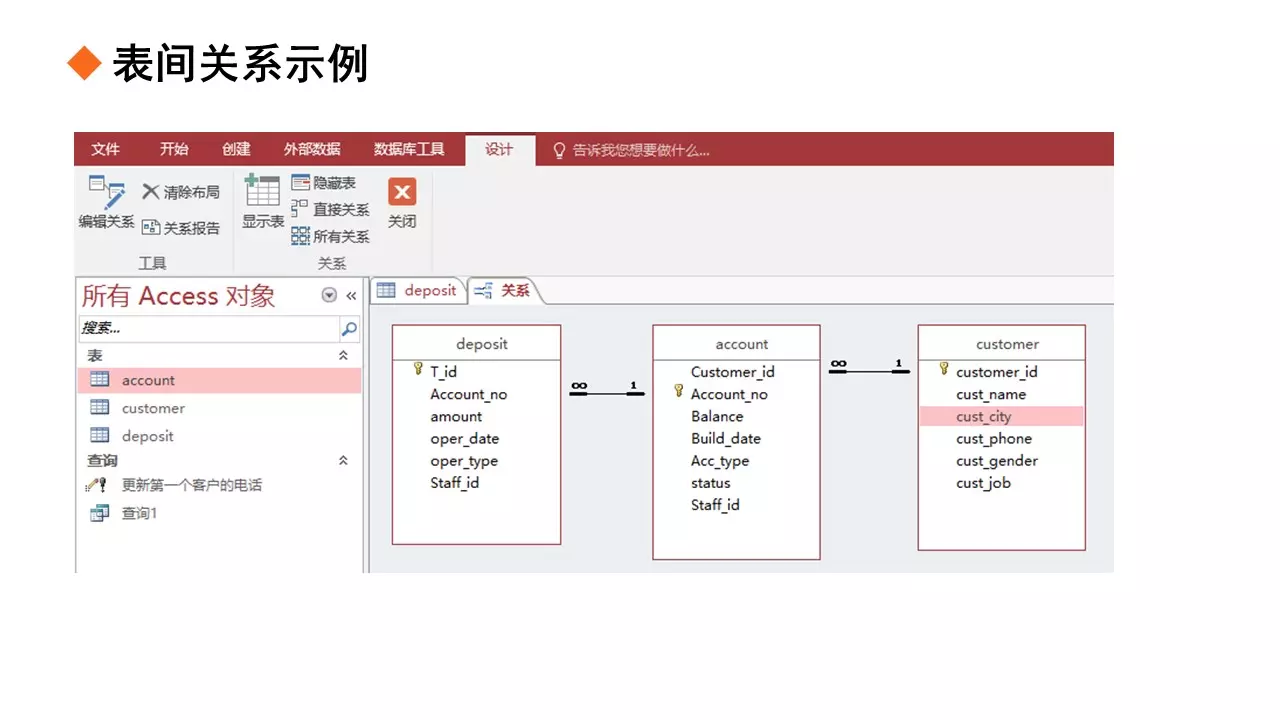 表间关系示例
文件 开始 创建 外部数据 数据库工具 设计 告诉我您想要做什么...
编辑关系
清除布局
关系报告
工具
显示表
隐藏表
直接关系
所有关系
关系
关闭
所有 Access 对象
搜索...
表
account
customer
deposit
查询
更新第一个客户的电话
查询1
deposit 关系
deposit
T_id
Account_no
amount
oper_date
oper_type
Staff_id
∞ 1
account
Customer_id
Account_no
Balance
Build_date
Acc_type
status
Staff_id
∞ 1
customer
customer_id
cust_name
cust_city
cust_phone
cust_gender
cust_job